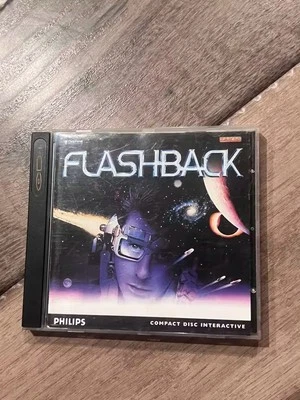 FLASHBACK
PHILIPS
COMPACT DISC INTERACTIVE